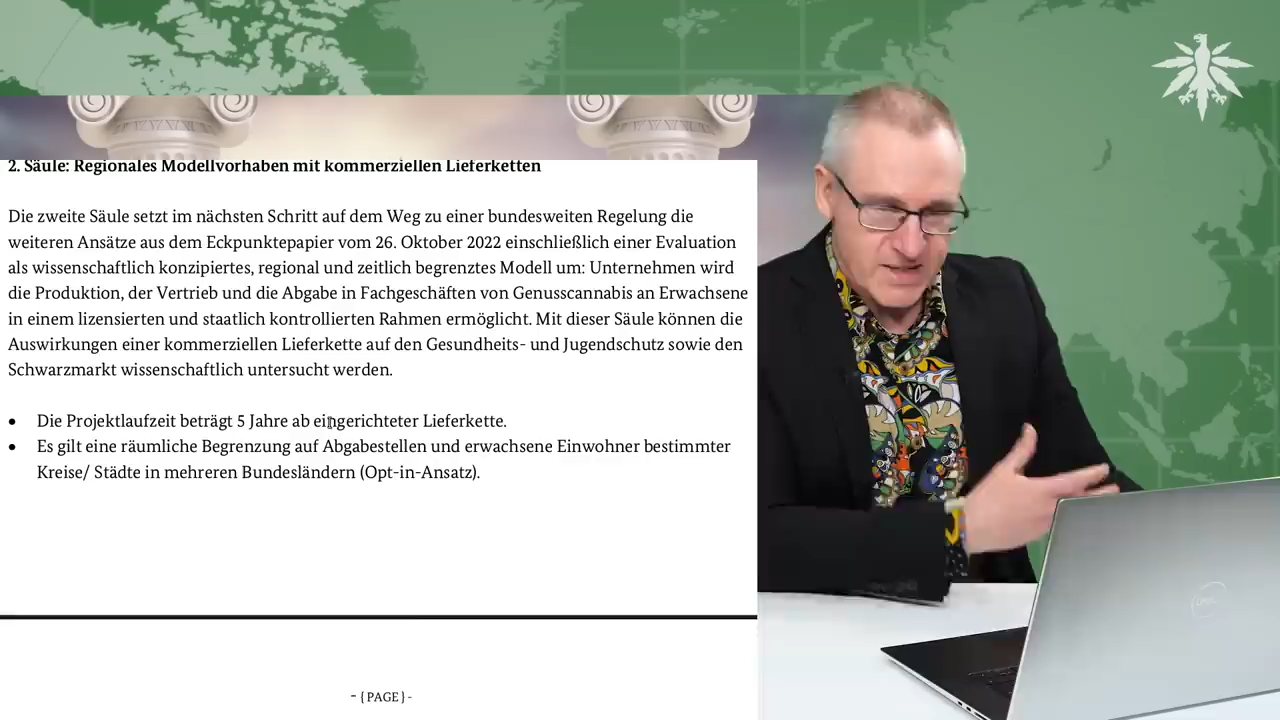 2. Säule: Regionales Modellvorhaben mit kommerziellen Lieferketten
Die zweite Säule setzt im nächsten Schritt auf dem Weg zu einer bundesweiten Regelung die
weiteren Ansätze aus dem Eckpunktepapier vom 26. Oktober 2022 einschließlich einer Evaluation
als wissenschaftlich konzipiertes, regional und zeitlich begrenztes Modell um: Unternehmen wird
die Produktion, der Vertrieb und die Abgabe in Fachgeschäften von Genusscannabis an Erwachsene
in einem lizensierten und staatlich kontrollierten Rahmen ermöglicht. Mit dieser Säule können die
Auswirkungen einer kommerziellen Lieferkette auf den Gesundheits- und Jugendschutz sowie den
Schwarzmarkt wissenschaftlich untersucht werden.
• Die Projektlaufzeit beträgt 5 Jahre ab eingerichteter Lieferkette.
• Es gilt eine räumliche Begrenzung auf Abgabestellen und erwachsene Einwohner bestimmter
Kreise/ Städte in mehreren Bundesländern (Opt-in-Ansatz).
- {PAGE}-